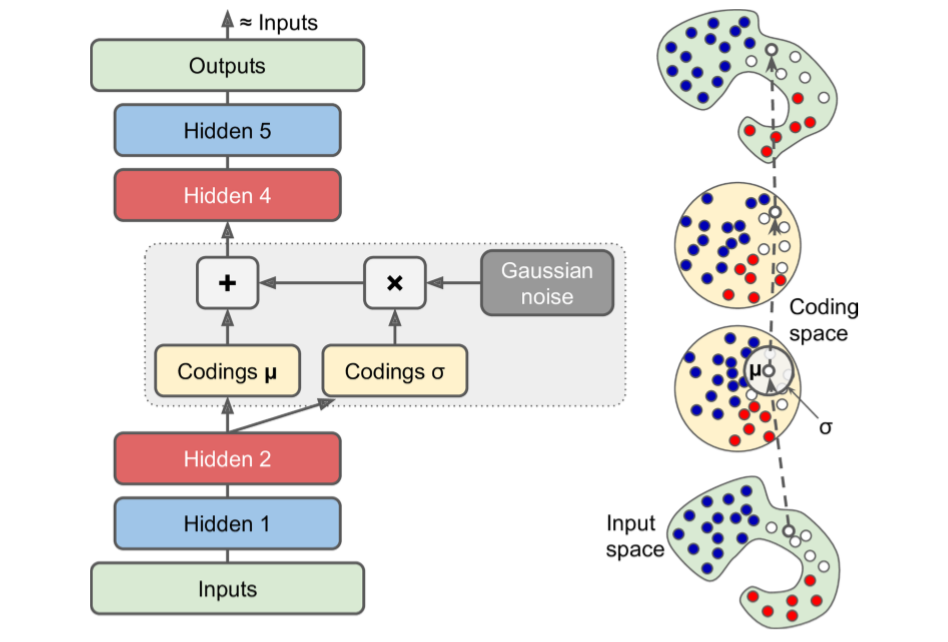 ≈ Inputs
Outputs
Hidden 5
Hidden 4
+
×
Gaussian
noise
Codings μ
Codings σ
Hidden 2
Hidden 1
Inputs
Coding
space
μ
σ
Input
space